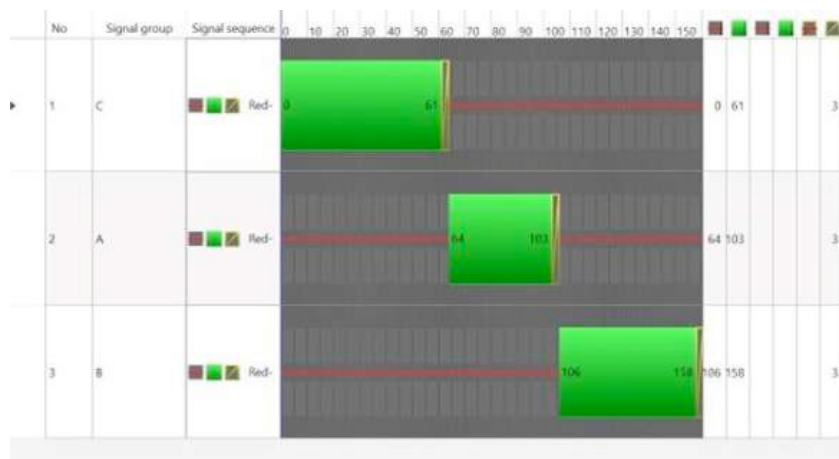 No Signal group Signal sequence 0 10 20 30 40 50 60 70 80 90 100 110 120 130 140 150
1 C Red- 0 61 0 61 3
2 A Red- 64 103 64 103 3
3 B Red- 106 158 106 158 3